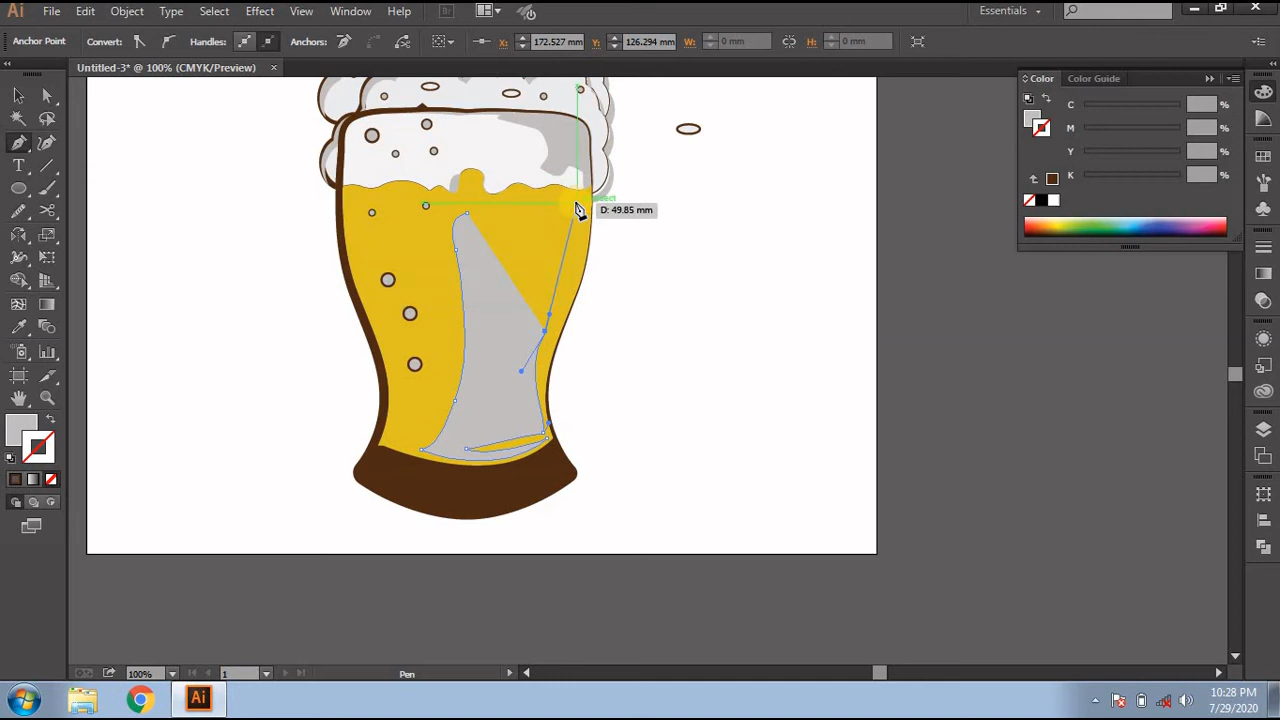 Ai File Edit Object Type Select Effect View Window Help Br Essentials
Anchor Point Convert: Handles: Anchors: X: 172.527 mm Y: 126.294 mm W: 0 mm H: 0 mm
Untitled-3* @ 100% (CMYK/Preview) ×
Color Color Guide
C %
M %
Y %
K %
D: 49.85 mm
100% 1 Pen
Ai
10:28 PM
7/29/2020